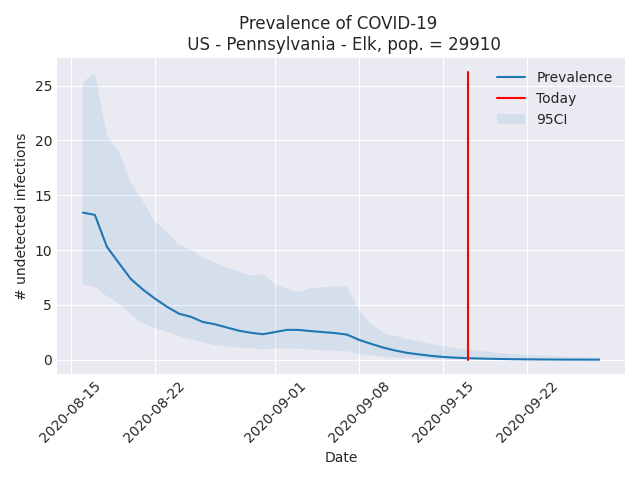 Prevalence of COVID-19
US - Pennsylvania - Elk, pop. = 29910
Prevalence
Today
95CI
# undetected infections
25
20
15
10
5
0
2020-08-15
2020-08-22
2020-09-01
2020-09-08
2020-09-15
2020-09-22
Date